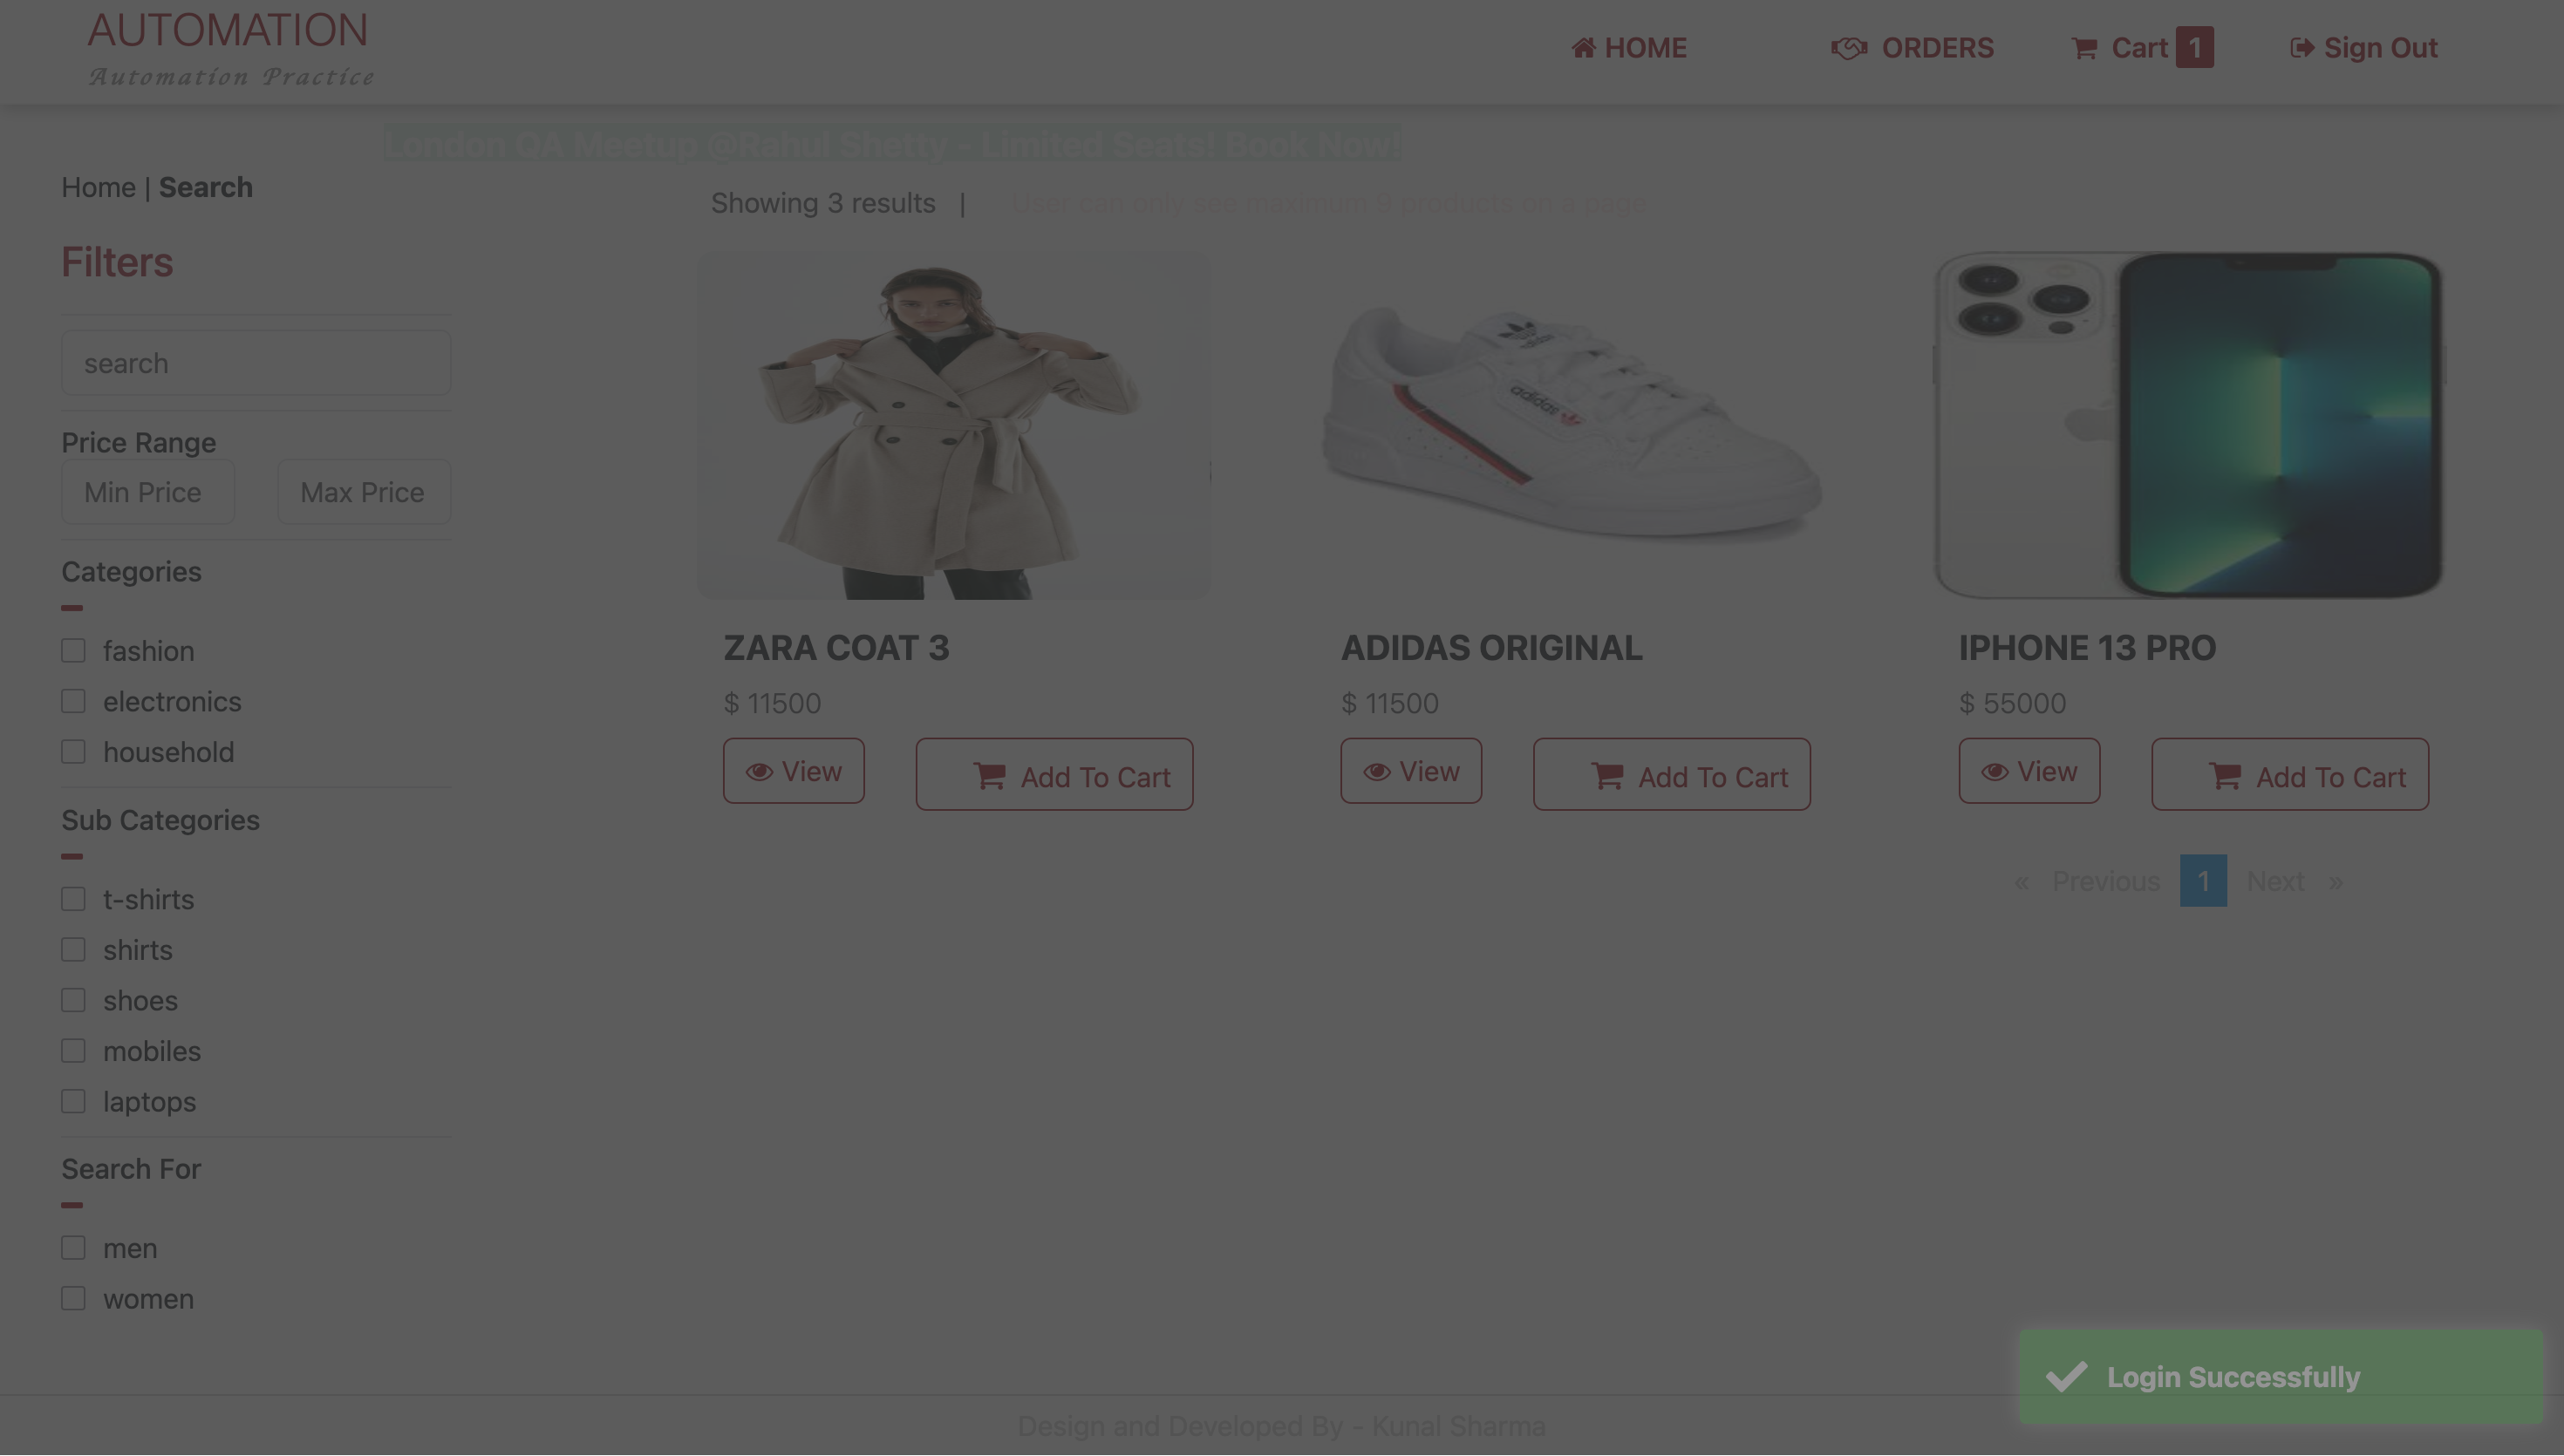 AUTOMATION
Automation Practice
HOME
ORDERS
Cart 1
Sign Out
London QA Meetup @Rahul Shetty - Limited Seats! Book Now!
Home | Search
Showing 3 results |
User can only see maximum 9 products on a page
Filters
search
Price Range
Min Price
Max Price
Categories
fashion
electronics
household
Sub Categories
t-shirts
shirts
shoes
mobiles
laptops
Search For
men
women
adidas
adidas
ZARA COAT 3
$ 11500
View
Add To Cart
ADIDAS ORIGINAL
$ 11500
View
Add To Cart
IPHONE 13 PRO
$ 55000
View
Add To Cart
« Previous 1 Next »
Login Successfully
Design and Developed By - Kunal Sharma